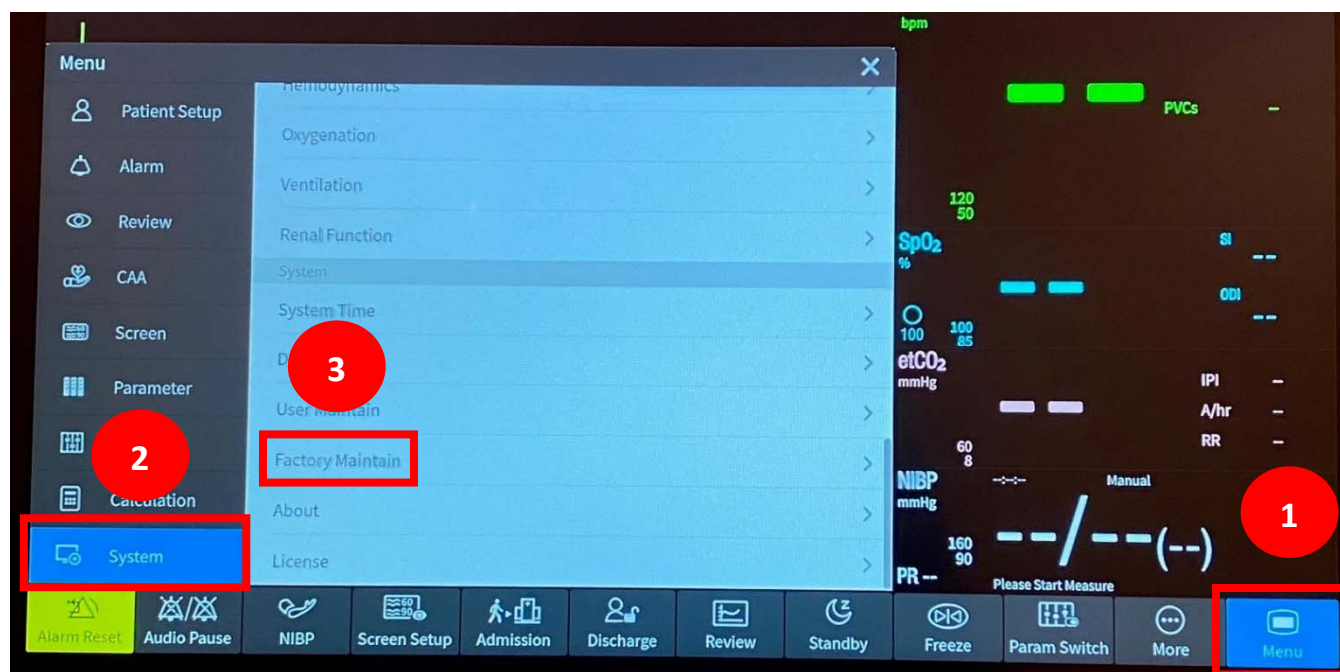 bpm
Menu
Hemodynamics
PVCs --
Patient Setup
Oxygenation
Alarm
Ventilation
120
50
Review
Renal Function
SpO₂
%
SI
--
CAA
System
ODI
--
System Time
Screen
100
100
85
3
etCO₂
mmHg
IPI --
Parameter
User Maintain
A/hr --
RR --
2
Factory Maintain
60
8
NIBP
mmHg
--:--:--
Manual
1
Calculation
About
--/--(--)
160
90
System
License
PR --
Please Start Measure
Alarm Reset
Audio Pause
NIBP
Screen Setup
Admission
Discharge
Review
Standby
Freeze
Param Switch
More
Menu